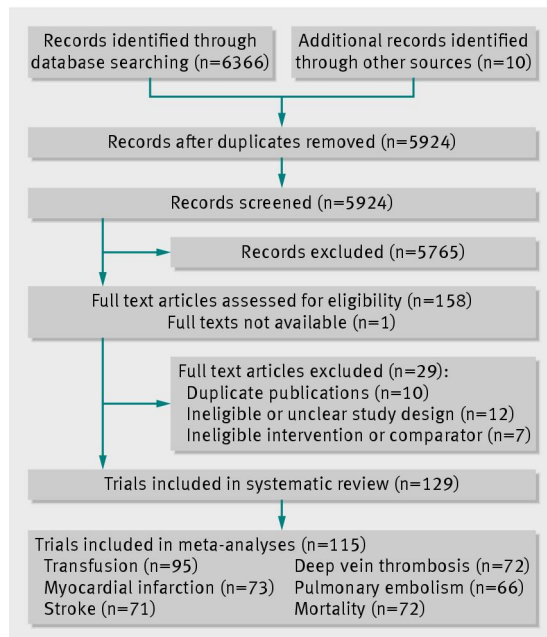 Records identified through
database searching (n=6366)
Additional records identified
through other sources (n=10)
Records after duplicates removed (n=5924)
Records screened (n=5924)
Records excluded (n=5765)
Full text articles assessed for eligibility (n=158)
Full texts not available (n=1)
Full text articles excluded (n=29):
Duplicate publications (n=10)
Ineligible or unclear study design (n=12)
Ineligible intervention or comparator (n=7)
Trials included in systematic review (n=129)
Trials included in meta-analyses (n=115)
Transfusion (n=95)
Myocardial infarction (n=73)
Stroke (n=71)
Deep vein thrombosis (n=72)
Pulmonary embolism (n=66)
Mortality (n=72)